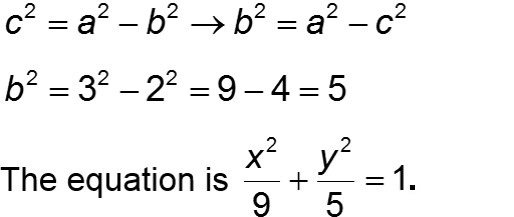 c² = a² – b² → b² = a² – c²
b² = 3² – 2² = 9 – 4 = 5
The equation is x²/9 + y²/5 = 1.